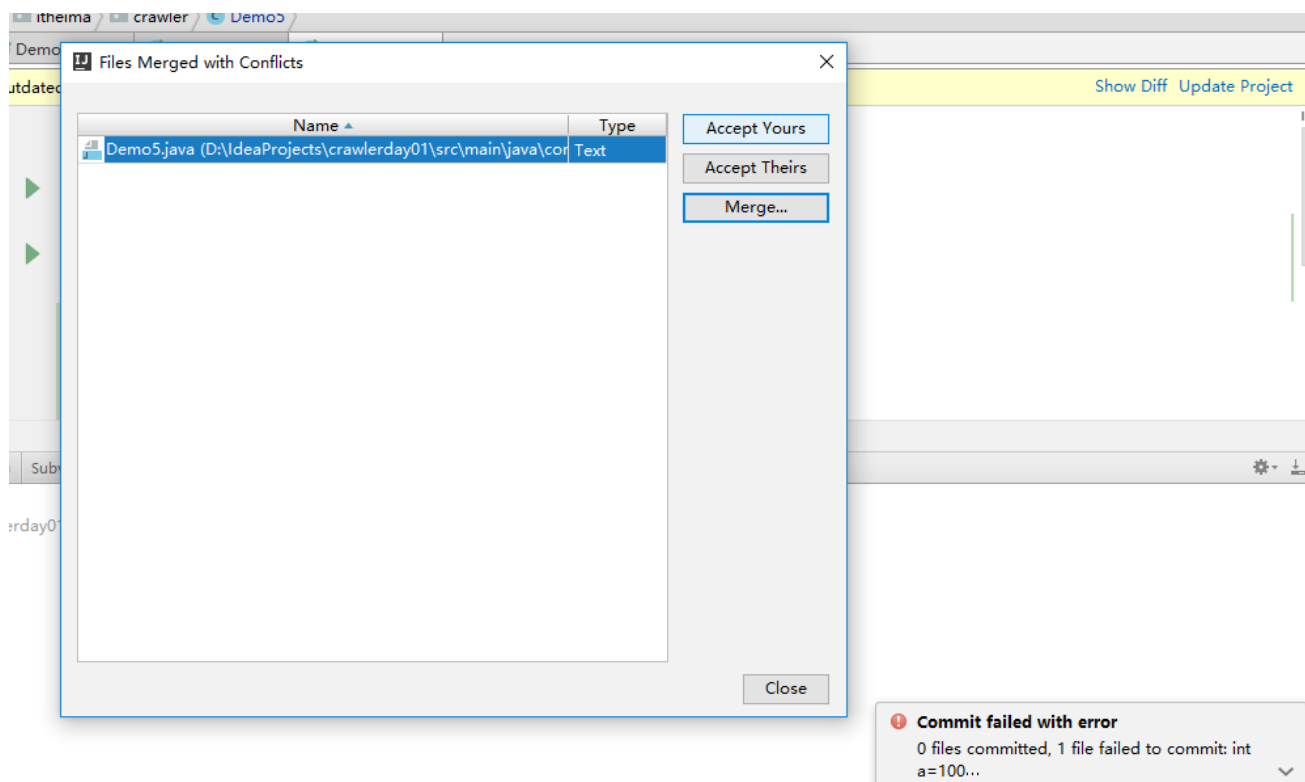 itheima crawler Demo5
Demo
Files Merged with Conflicts
utdated
Show Diff Update Project
Name Type
Accept Yours
Demo5.java (D:\IdeaProjects\crawlerday01\src\main\java\cor Text
Accept Theirs
Merge...
Subv
erday01
Close
Commit failed with error
0 files committed, 1 file failed to commit: int
a=100...